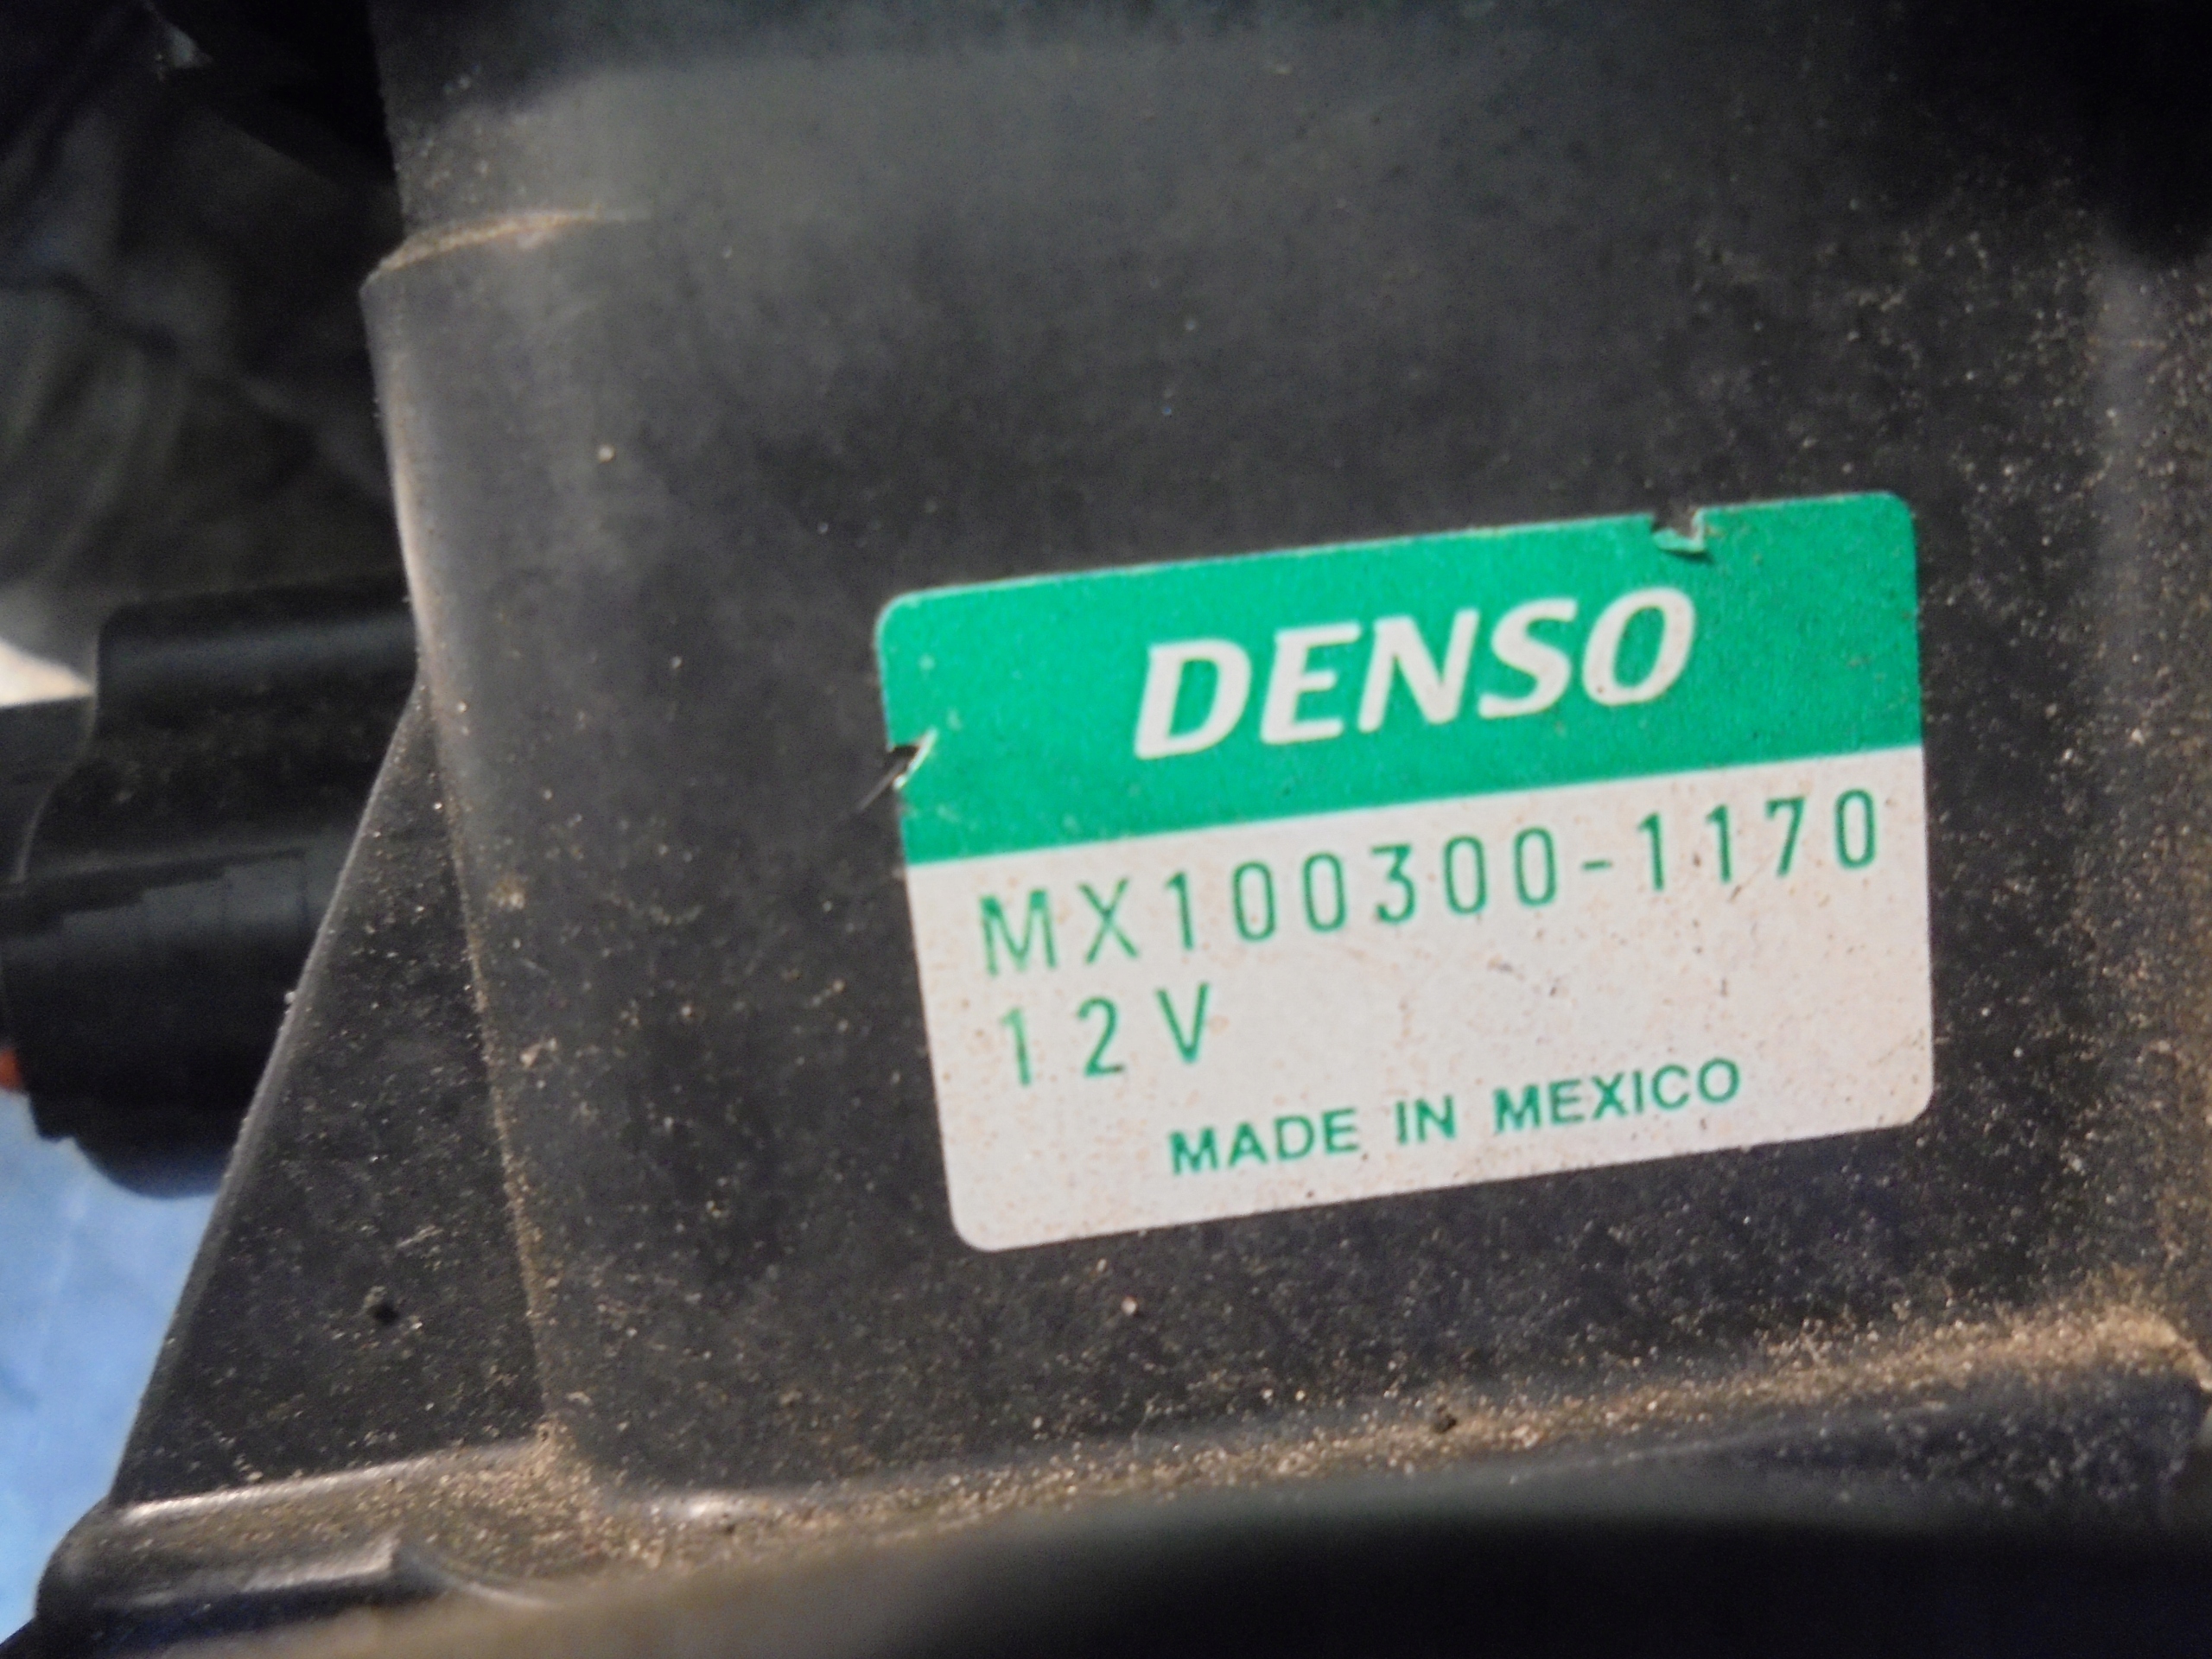 DENSO
MX100300-1170
12V
MADE IN MEXICO